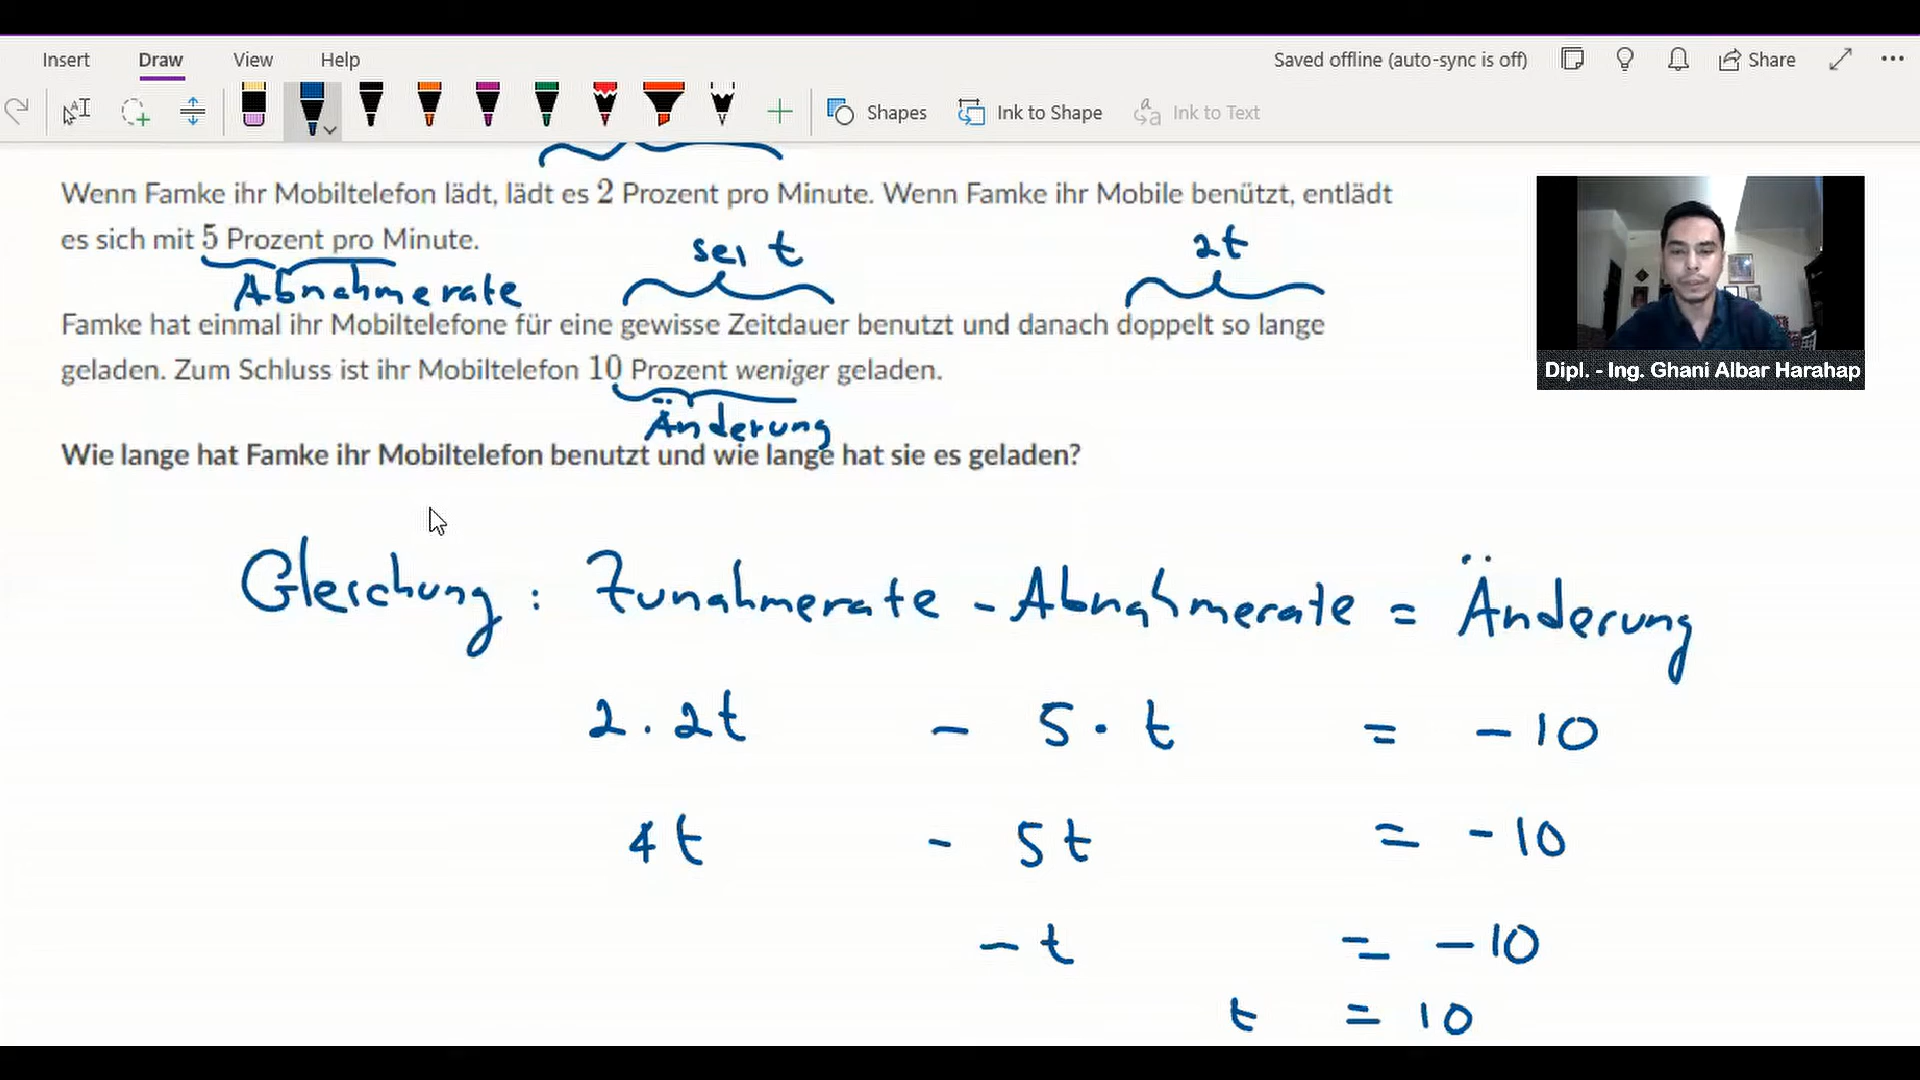 Insert Draw View Help Saved offline (auto-sync is off) Share
Shapes Ink to Shape Ink to Text
Wenn Famke ihr Mobiltelefon lädt, lädt es 2 Prozent pro Minute. Wenn Famke ihr Mobile benützt, entlädt
es sich mit 5 Prozent pro Minute.
sei t 2t
Abnahmerate
Famke hat einmal ihr Mobiltelefone für eine gewisse Zeitdauer benutzt und danach doppelt so lange
geladen. Zum Schluss ist ihr Mobiltelefon 10 Prozent weniger geladen.
Dipl. - Ing. Ghani Albar Harahap
Änderung
Wie lange hat Famke ihr Mobiltelefon benutzt und wie lange hat sie es geladen?
Gleichung : Zunahmerate - Abnahmerate = Änderung
2 · 2t - 5 · t = -10
4t - 5t = -10
- t = -10
t = 10